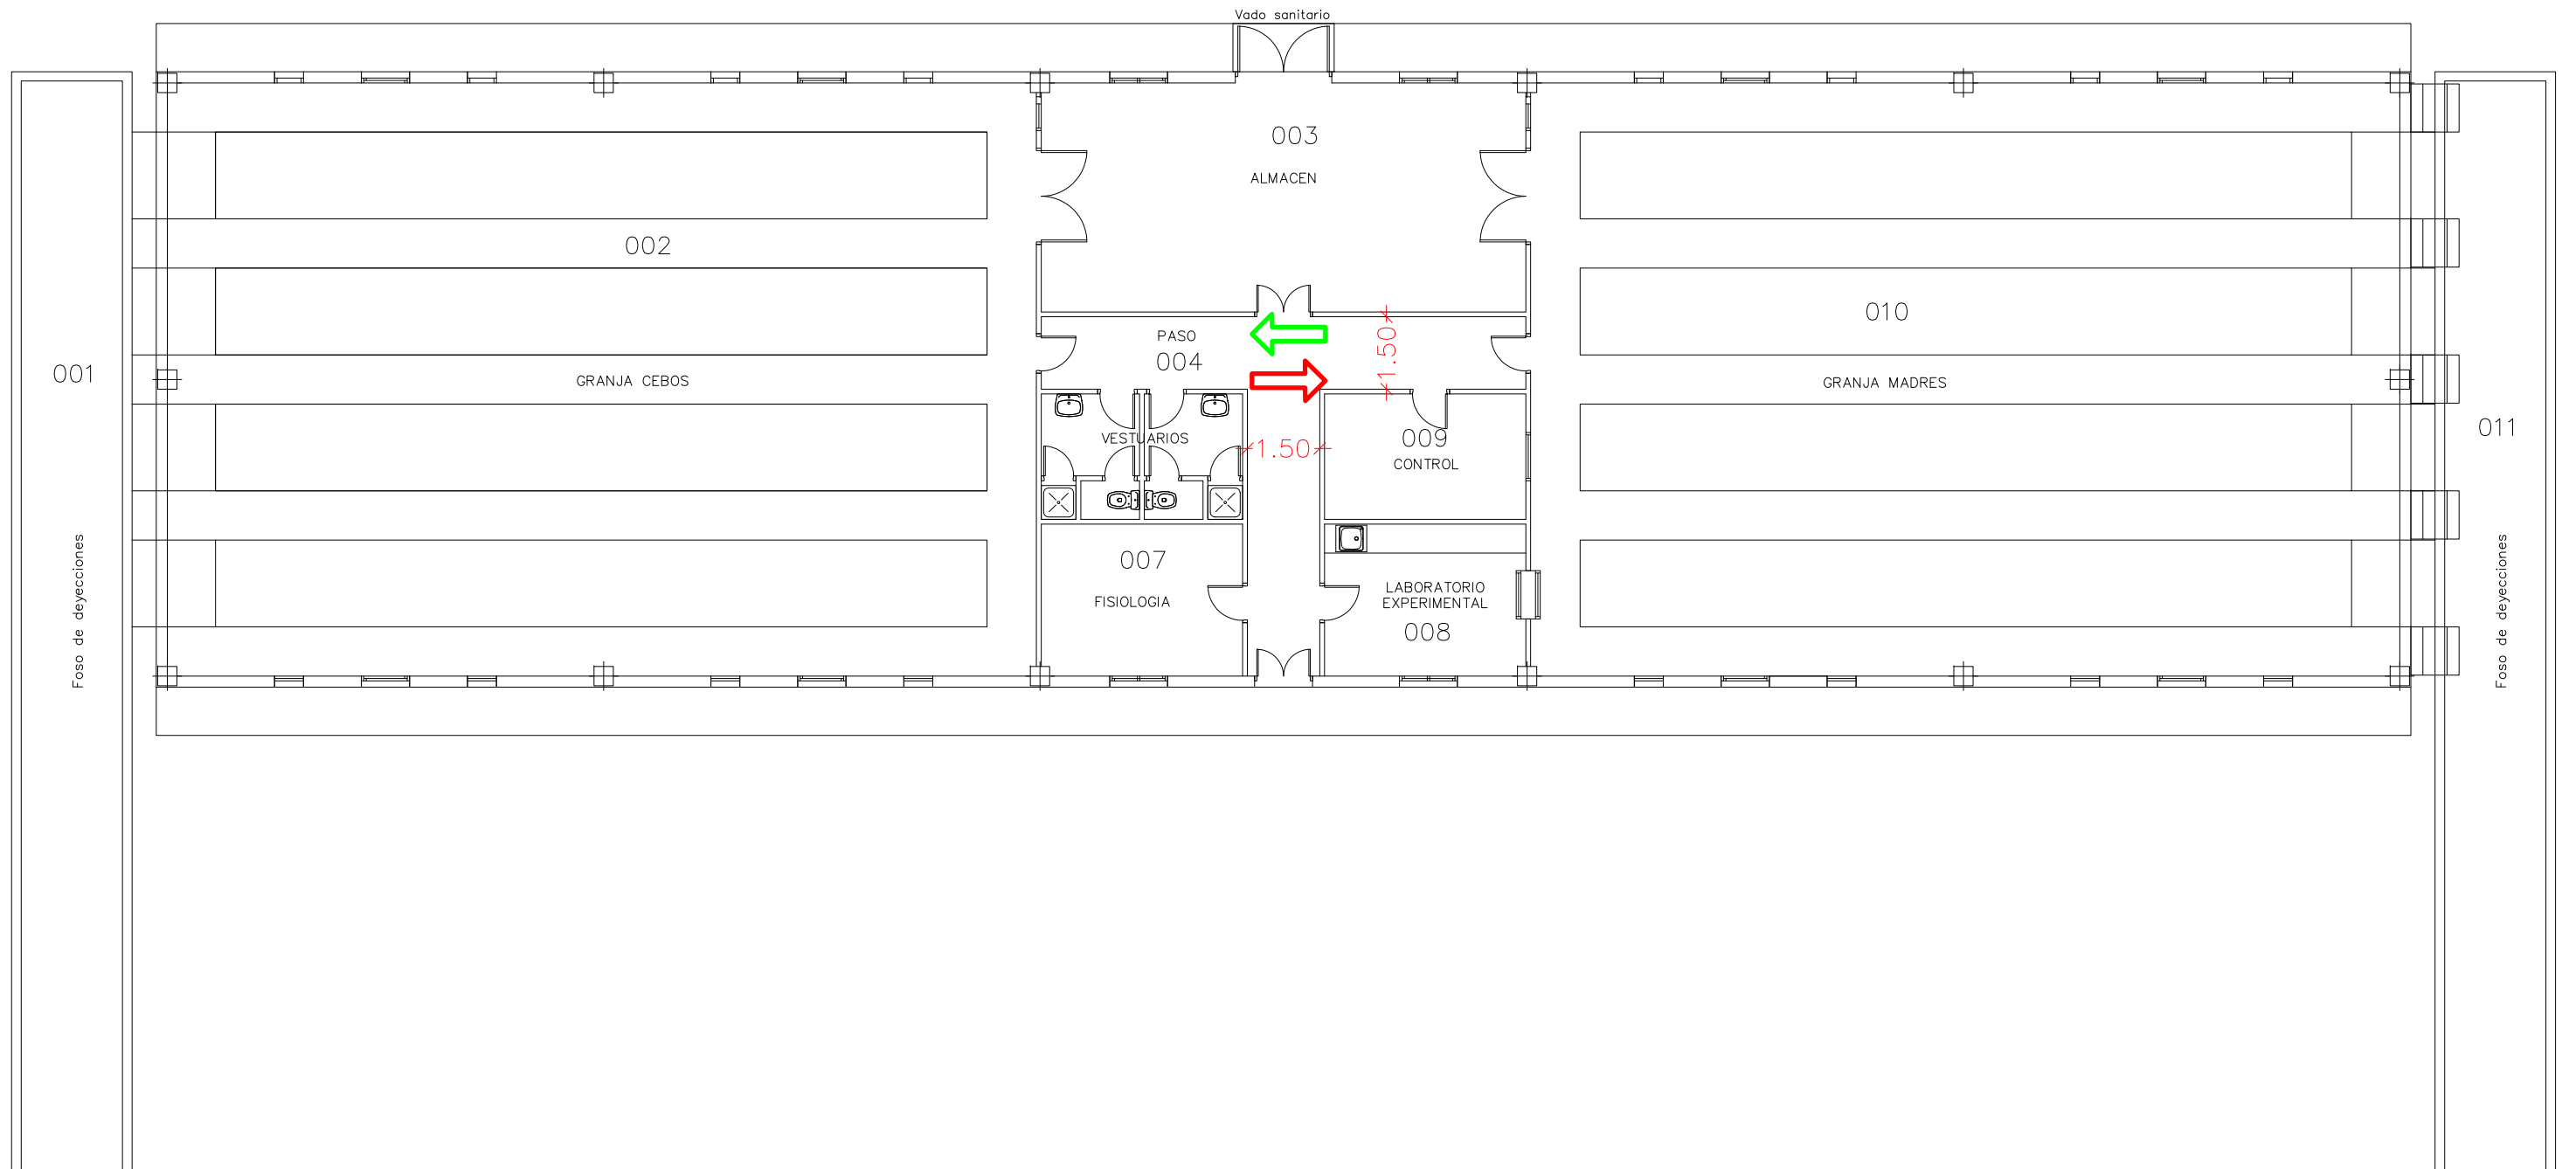 Vado sanitario
003
ALMACEN
002
010
PASO
004
1.50
001
GRANJA CEBOS
GRANJA MADRES
011
VESTUARIOS
1.50
009
CONTROL
007
FISIOLOGIA
LABORATORIO
EXPERIMENTAL
008
Foso de deyecciones
Foso de deyecciones